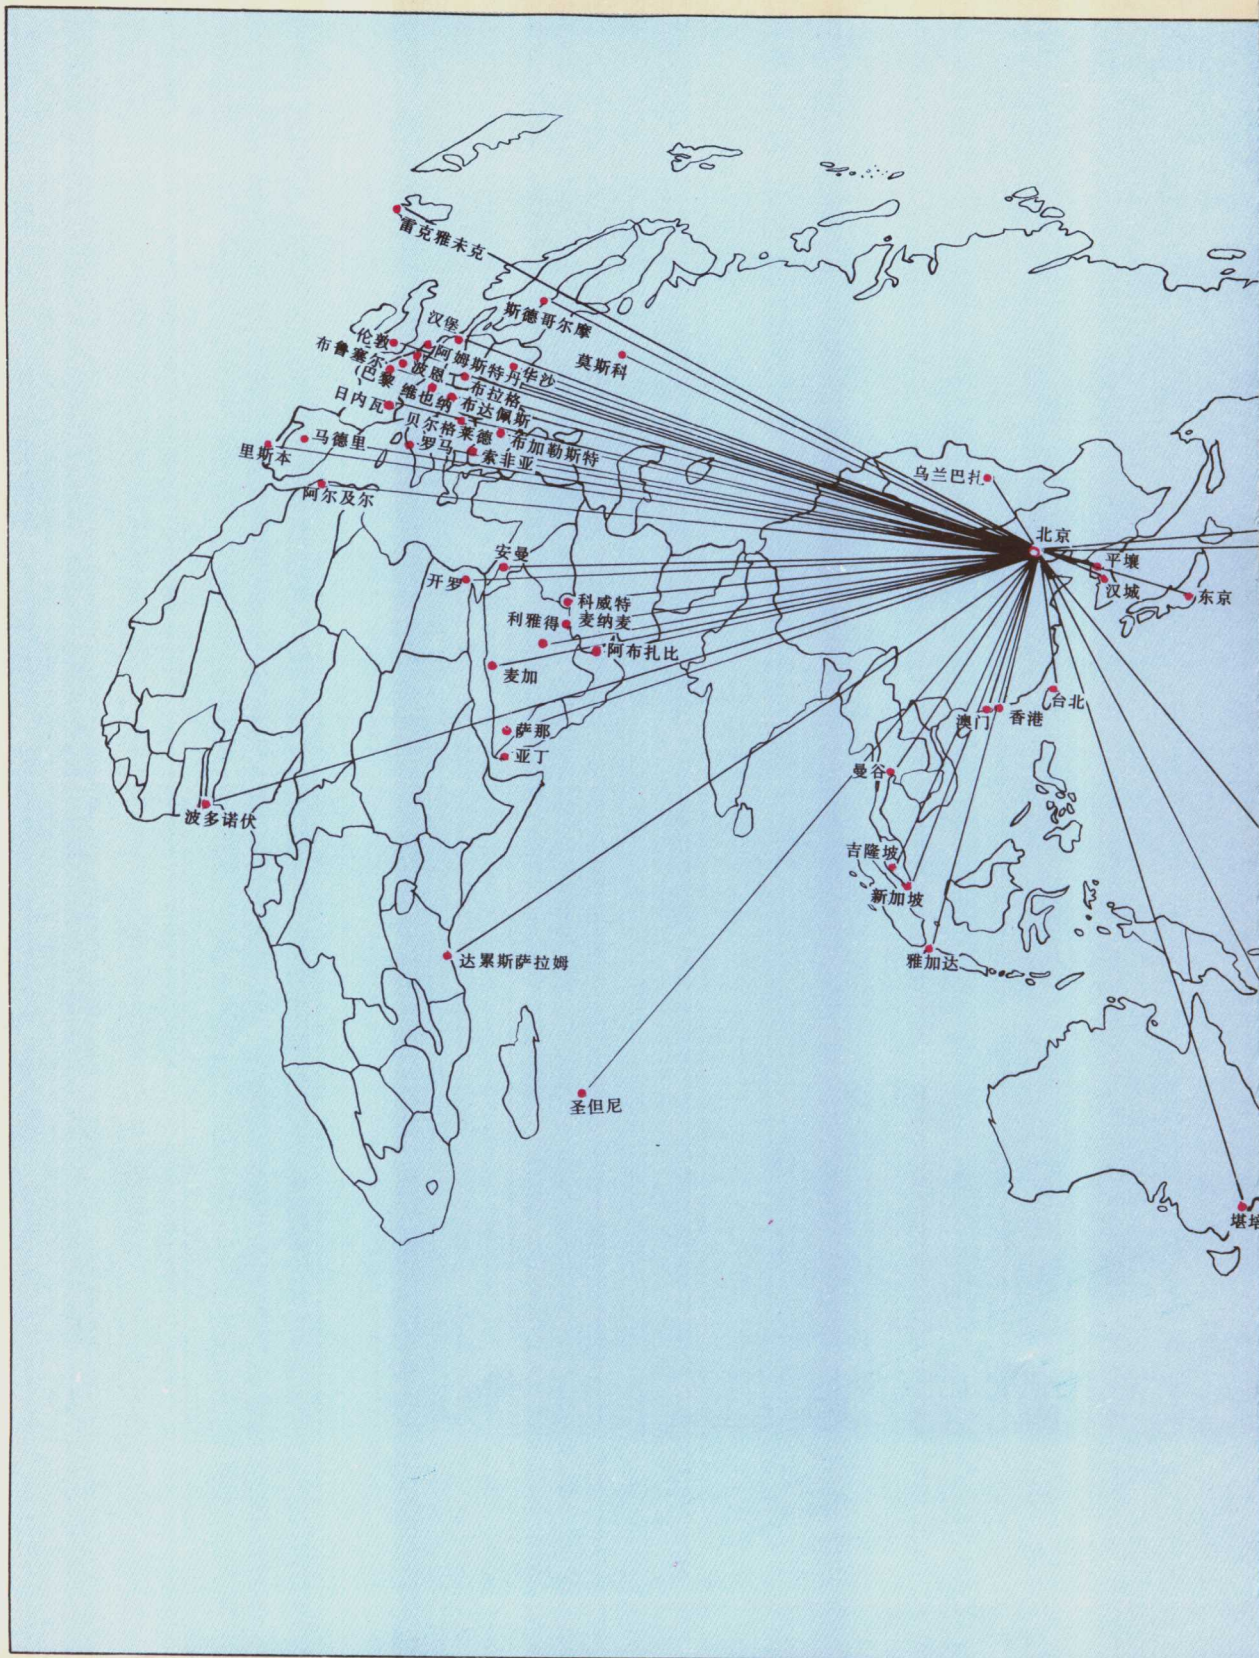 雷克雅未克
斯德哥尔摩
汉堡
伦敦
莫斯科
布鲁塞尔
阿姆斯特丹
华沙
波恩
巴黎
布拉格
维也纳
布达佩斯
日内瓦
贝尔格莱德
布加勒斯特
马德里
罗马
里斯本
索非亚
阿尔及尔
乌兰巴扎
北京
平壤
汉城
东京
安曼
开罗
科威特
利雅得
麦纳麦
阿布扎比
麦加
台北
香港
澳门
萨那
亚丁
曼谷
波多诺伏
吉隆坡
新加坡
达累斯萨拉姆
雅加达
圣但尼
堪培